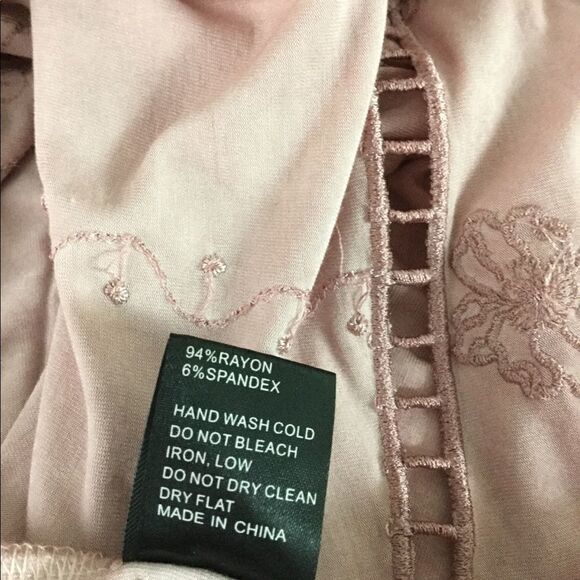 94%RAYON
6%SPANDEX
HAND WASH COLD
DO NOT BLEACH
IRON, LOW
DO NOT DRY CLEAN
DRY FLAT
MADE IN CHINA